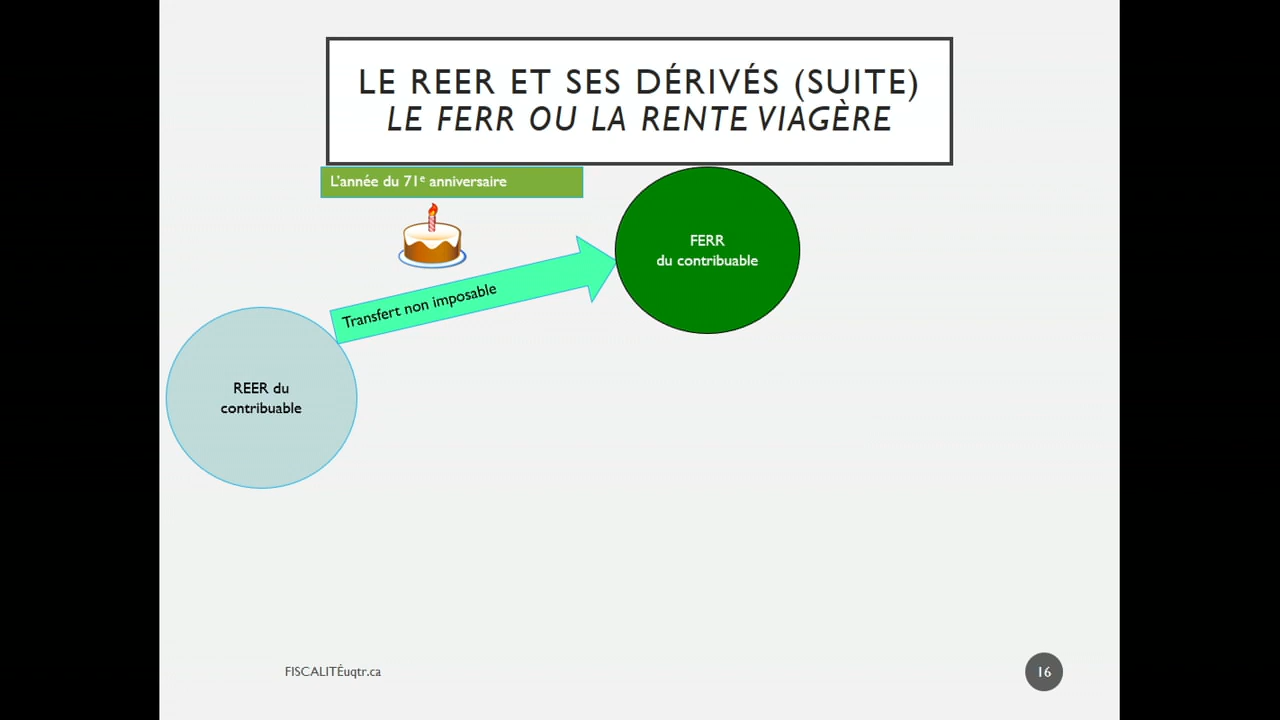 LE REER ET SES DÉRIVÉS (SUITE)
LE FERR OU LA RENTE VIAGÈRE
L'année du 71e anniversaire
FERR
du contribuable
Transfert non imposable
REER du
contribuable
FISCALITÉuqtr.ca
16